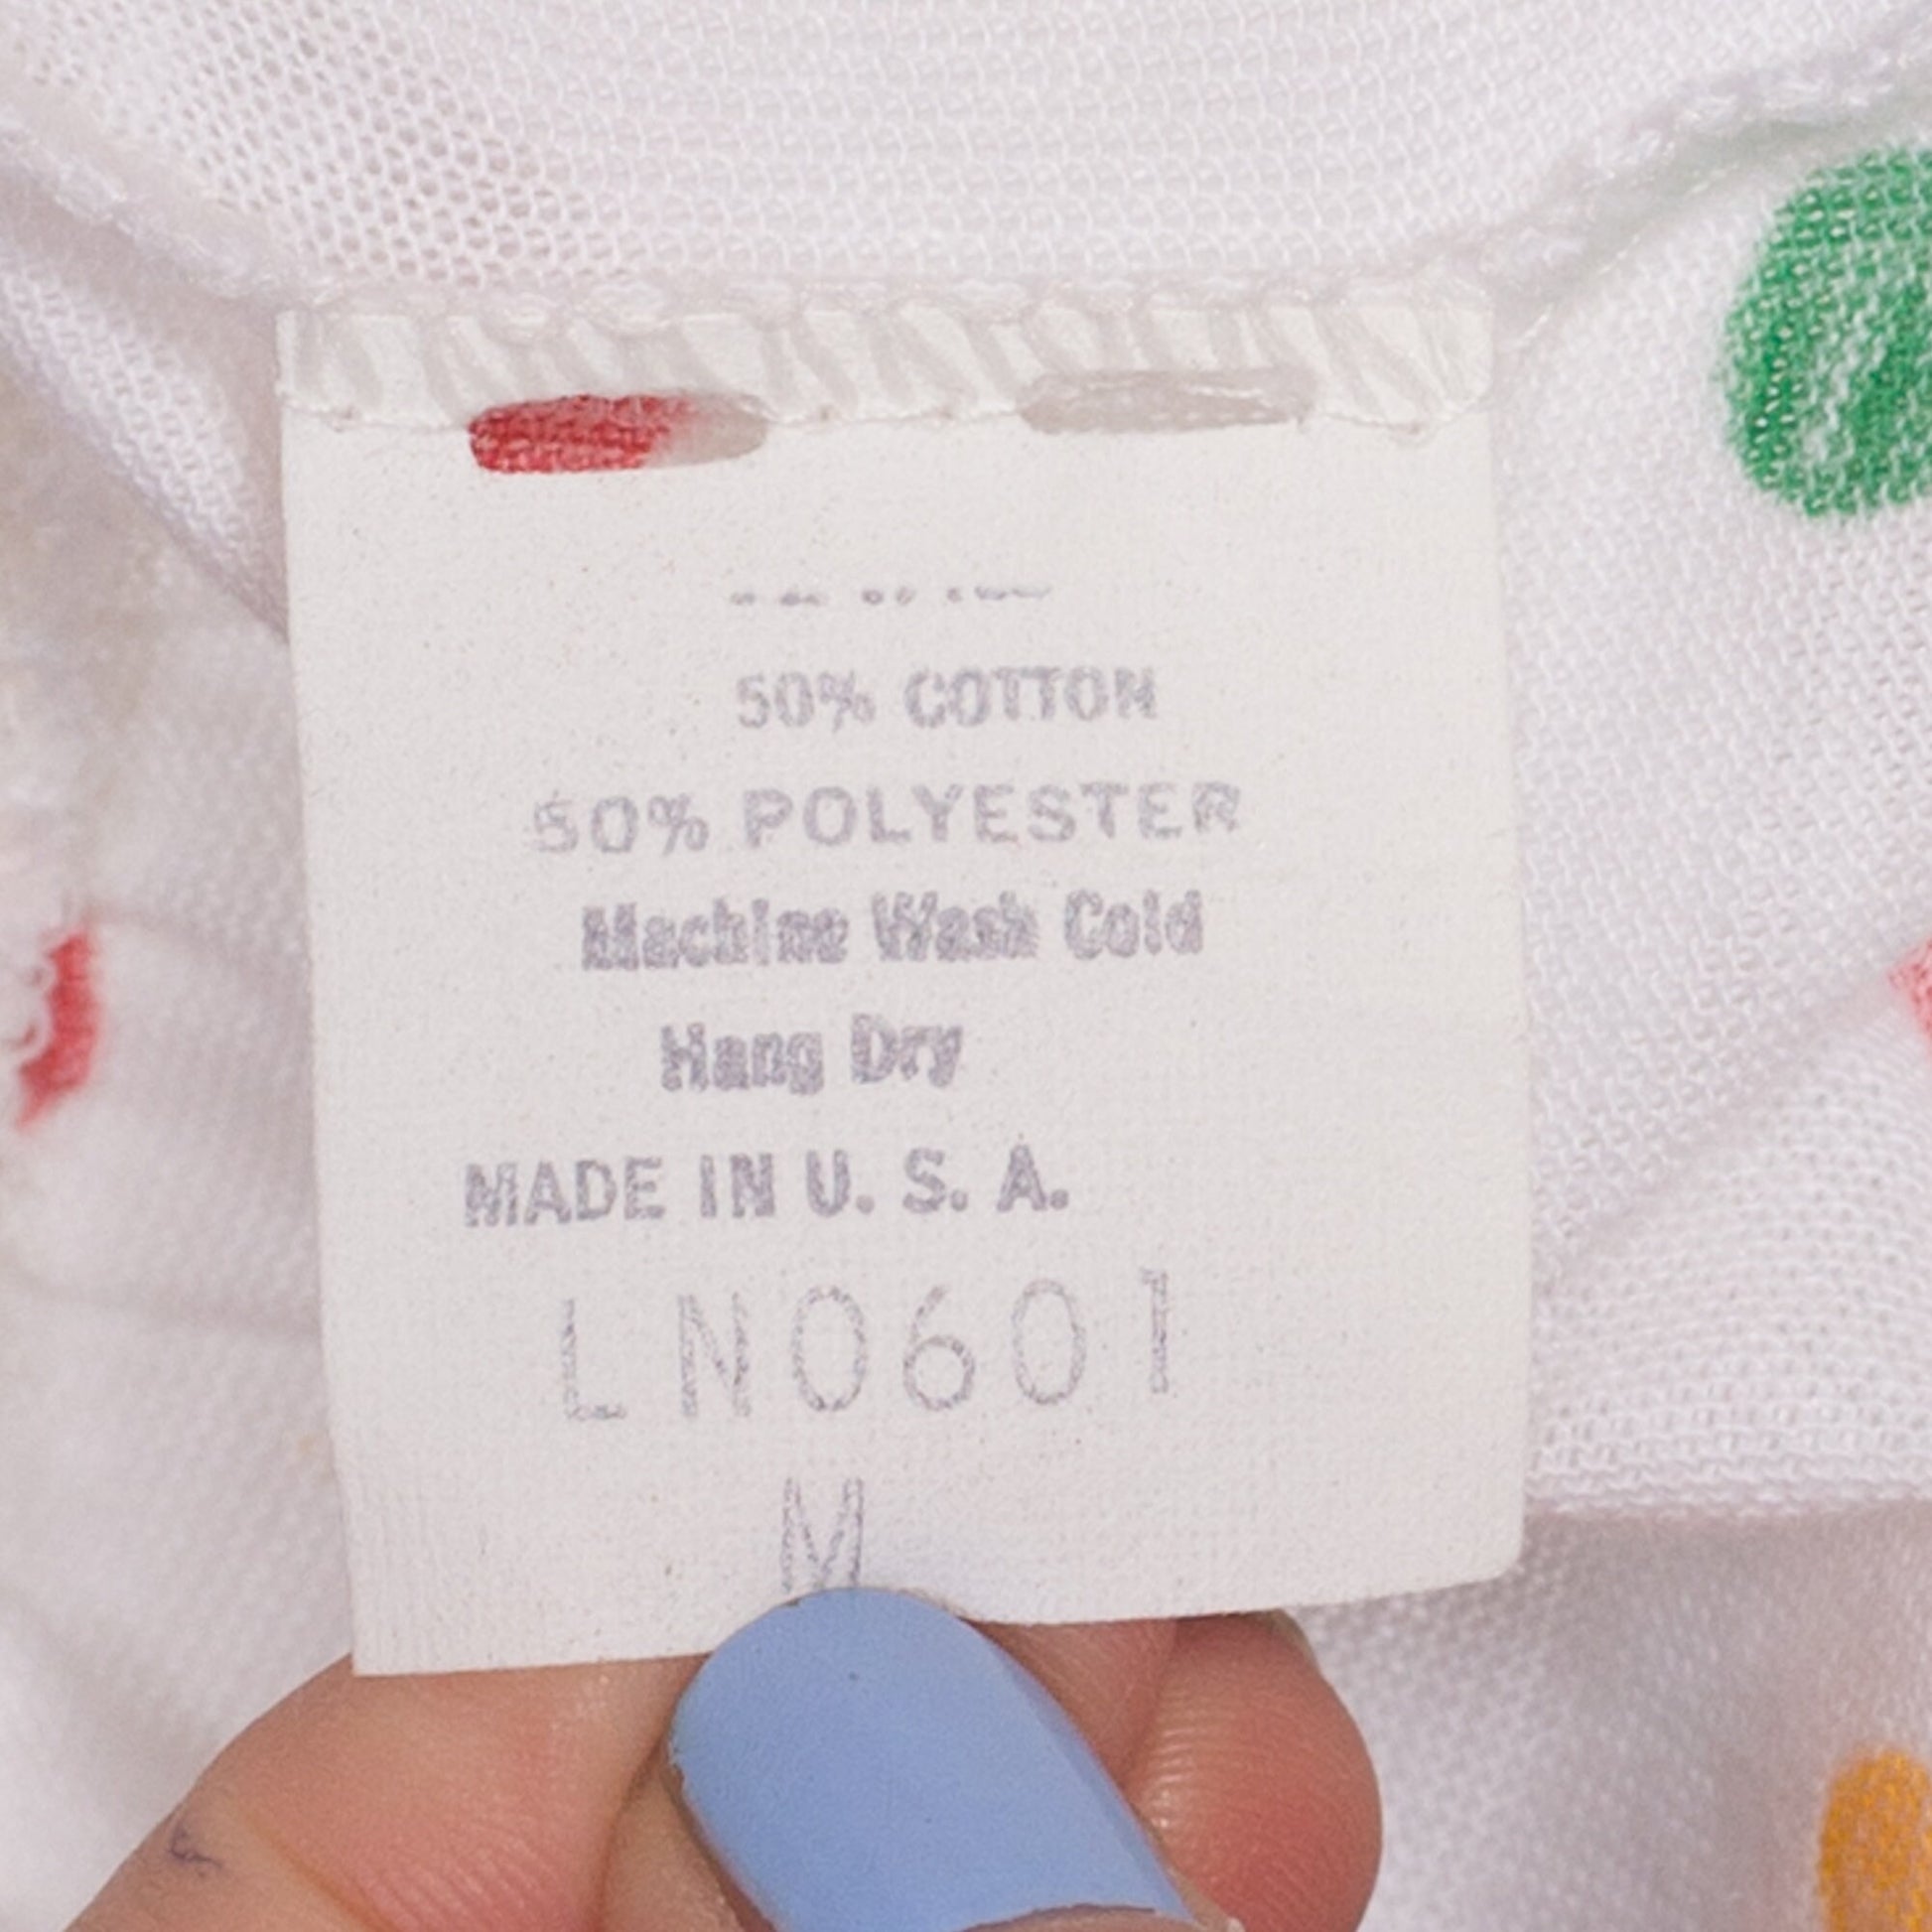 50% COTTON
50% POLYESTER
Machine Wash Cold
Hang Dry
MADE IN U. S. A.
LN0601
M